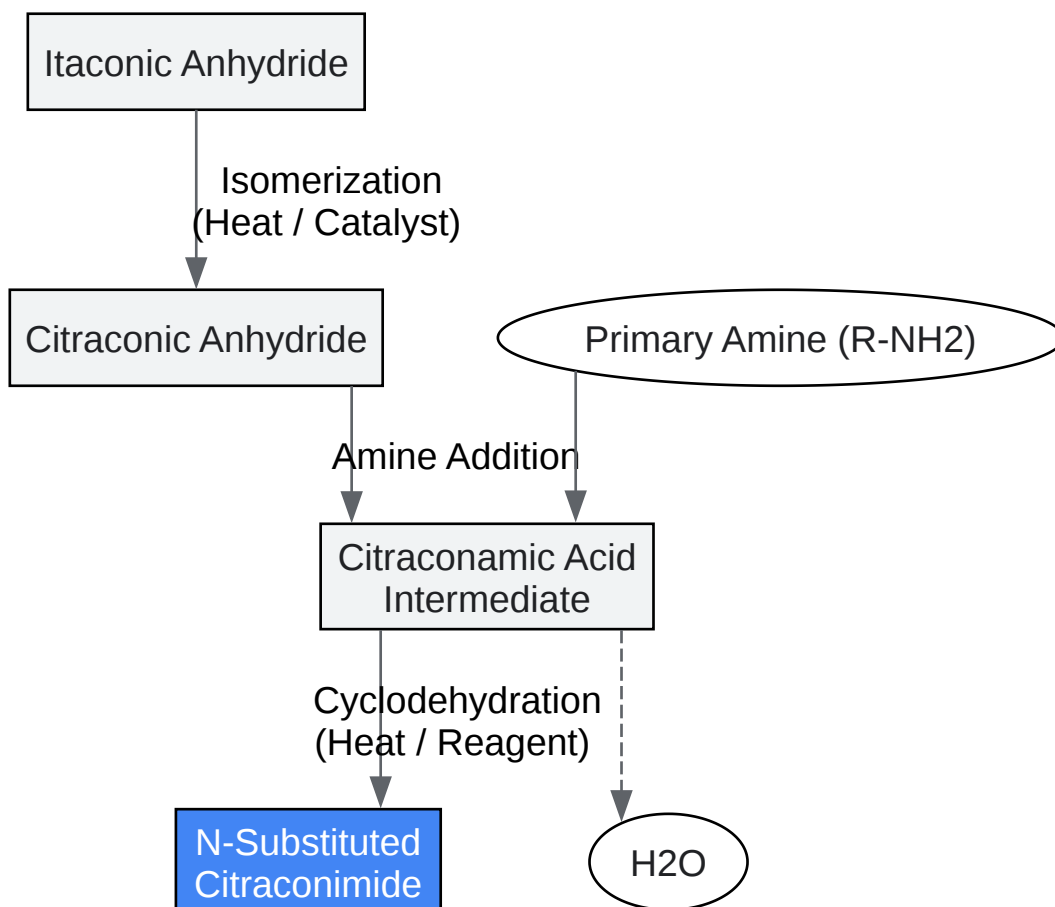 Itaconic Anhydride
Isomerization
(Heat / Catalyst)
Citraconic Anhydride
Primary Amine (R-NH2)
Amine Addition
Citraconamic Acid
Intermediate
Cyclodehydration
(Heat / Reagent)
N-Substituted
Citraconimide
H2O